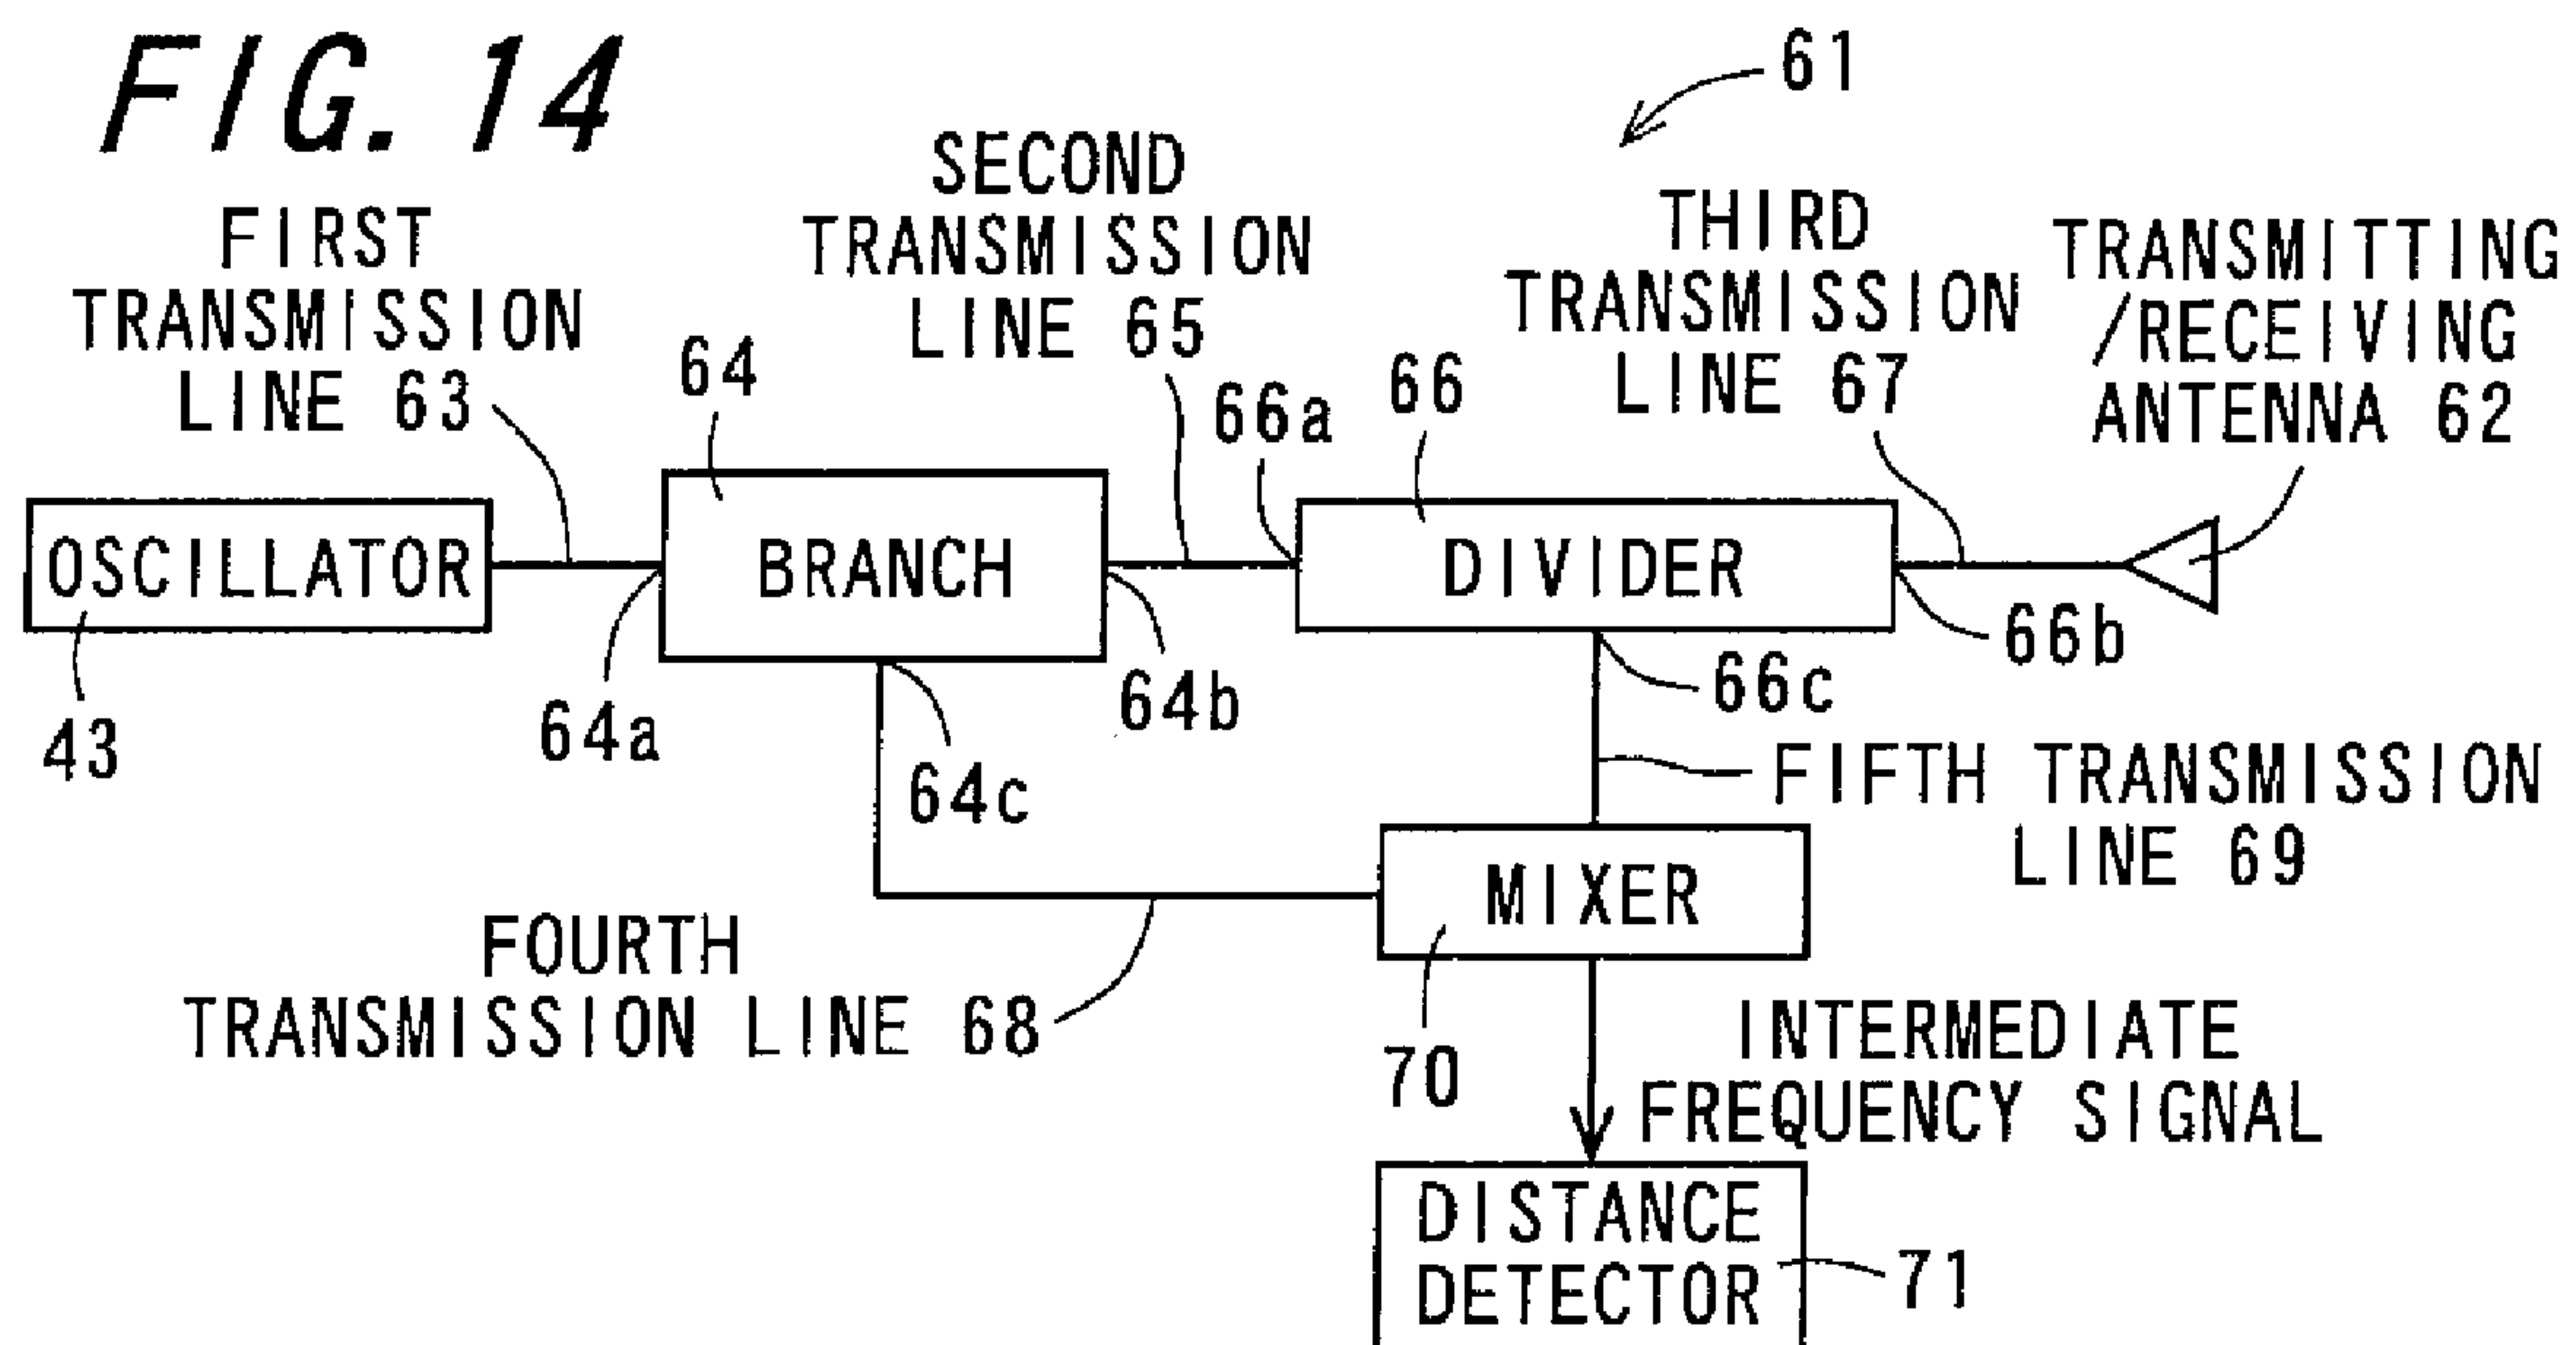 FIG. 14
61
FIRST
TRANSMISSION
LINE 63
64
SECOND
TRANSMISSION
LINE 65
66a
66
THIRD
TRANSMISSION
LINE 67
TRANSMITTING
/RECEIVING
ANTENNA 62
OSCILLATOR
BRANCH
DIVIDER
43
64a
64b
64c
66c
66b
FIFTH TRANSMISSION
LINE 69
MIXER
FOURTH
TRANSMISSION LINE 68
70
INTERMEDIATE
FREQUENCY SIGNAL
DISTANCE
DETECTOR
71